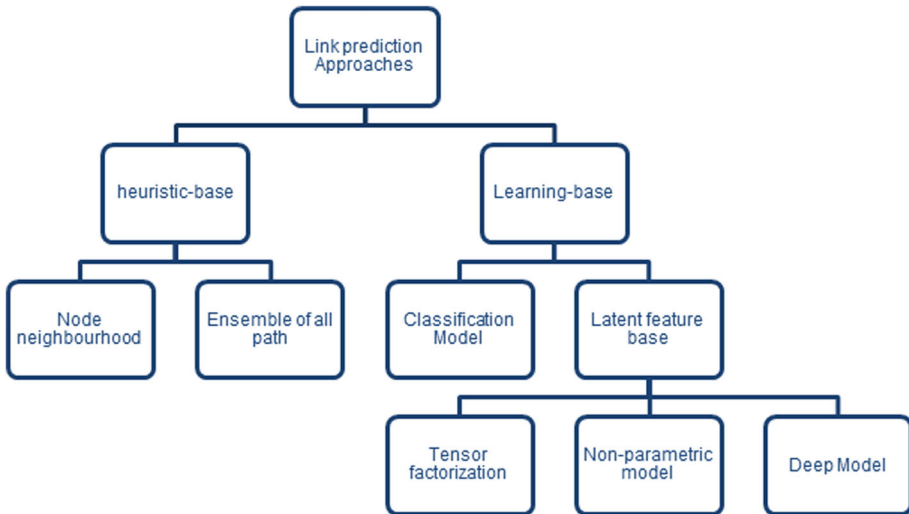 Link prediction
Approaches
heuristic-base
Learning-base
Node
neighbourhood
Ensemble of all
path
Classification
Model
Latent feature
base
Tensor
factorization
Non-parametric
model
Deep Model